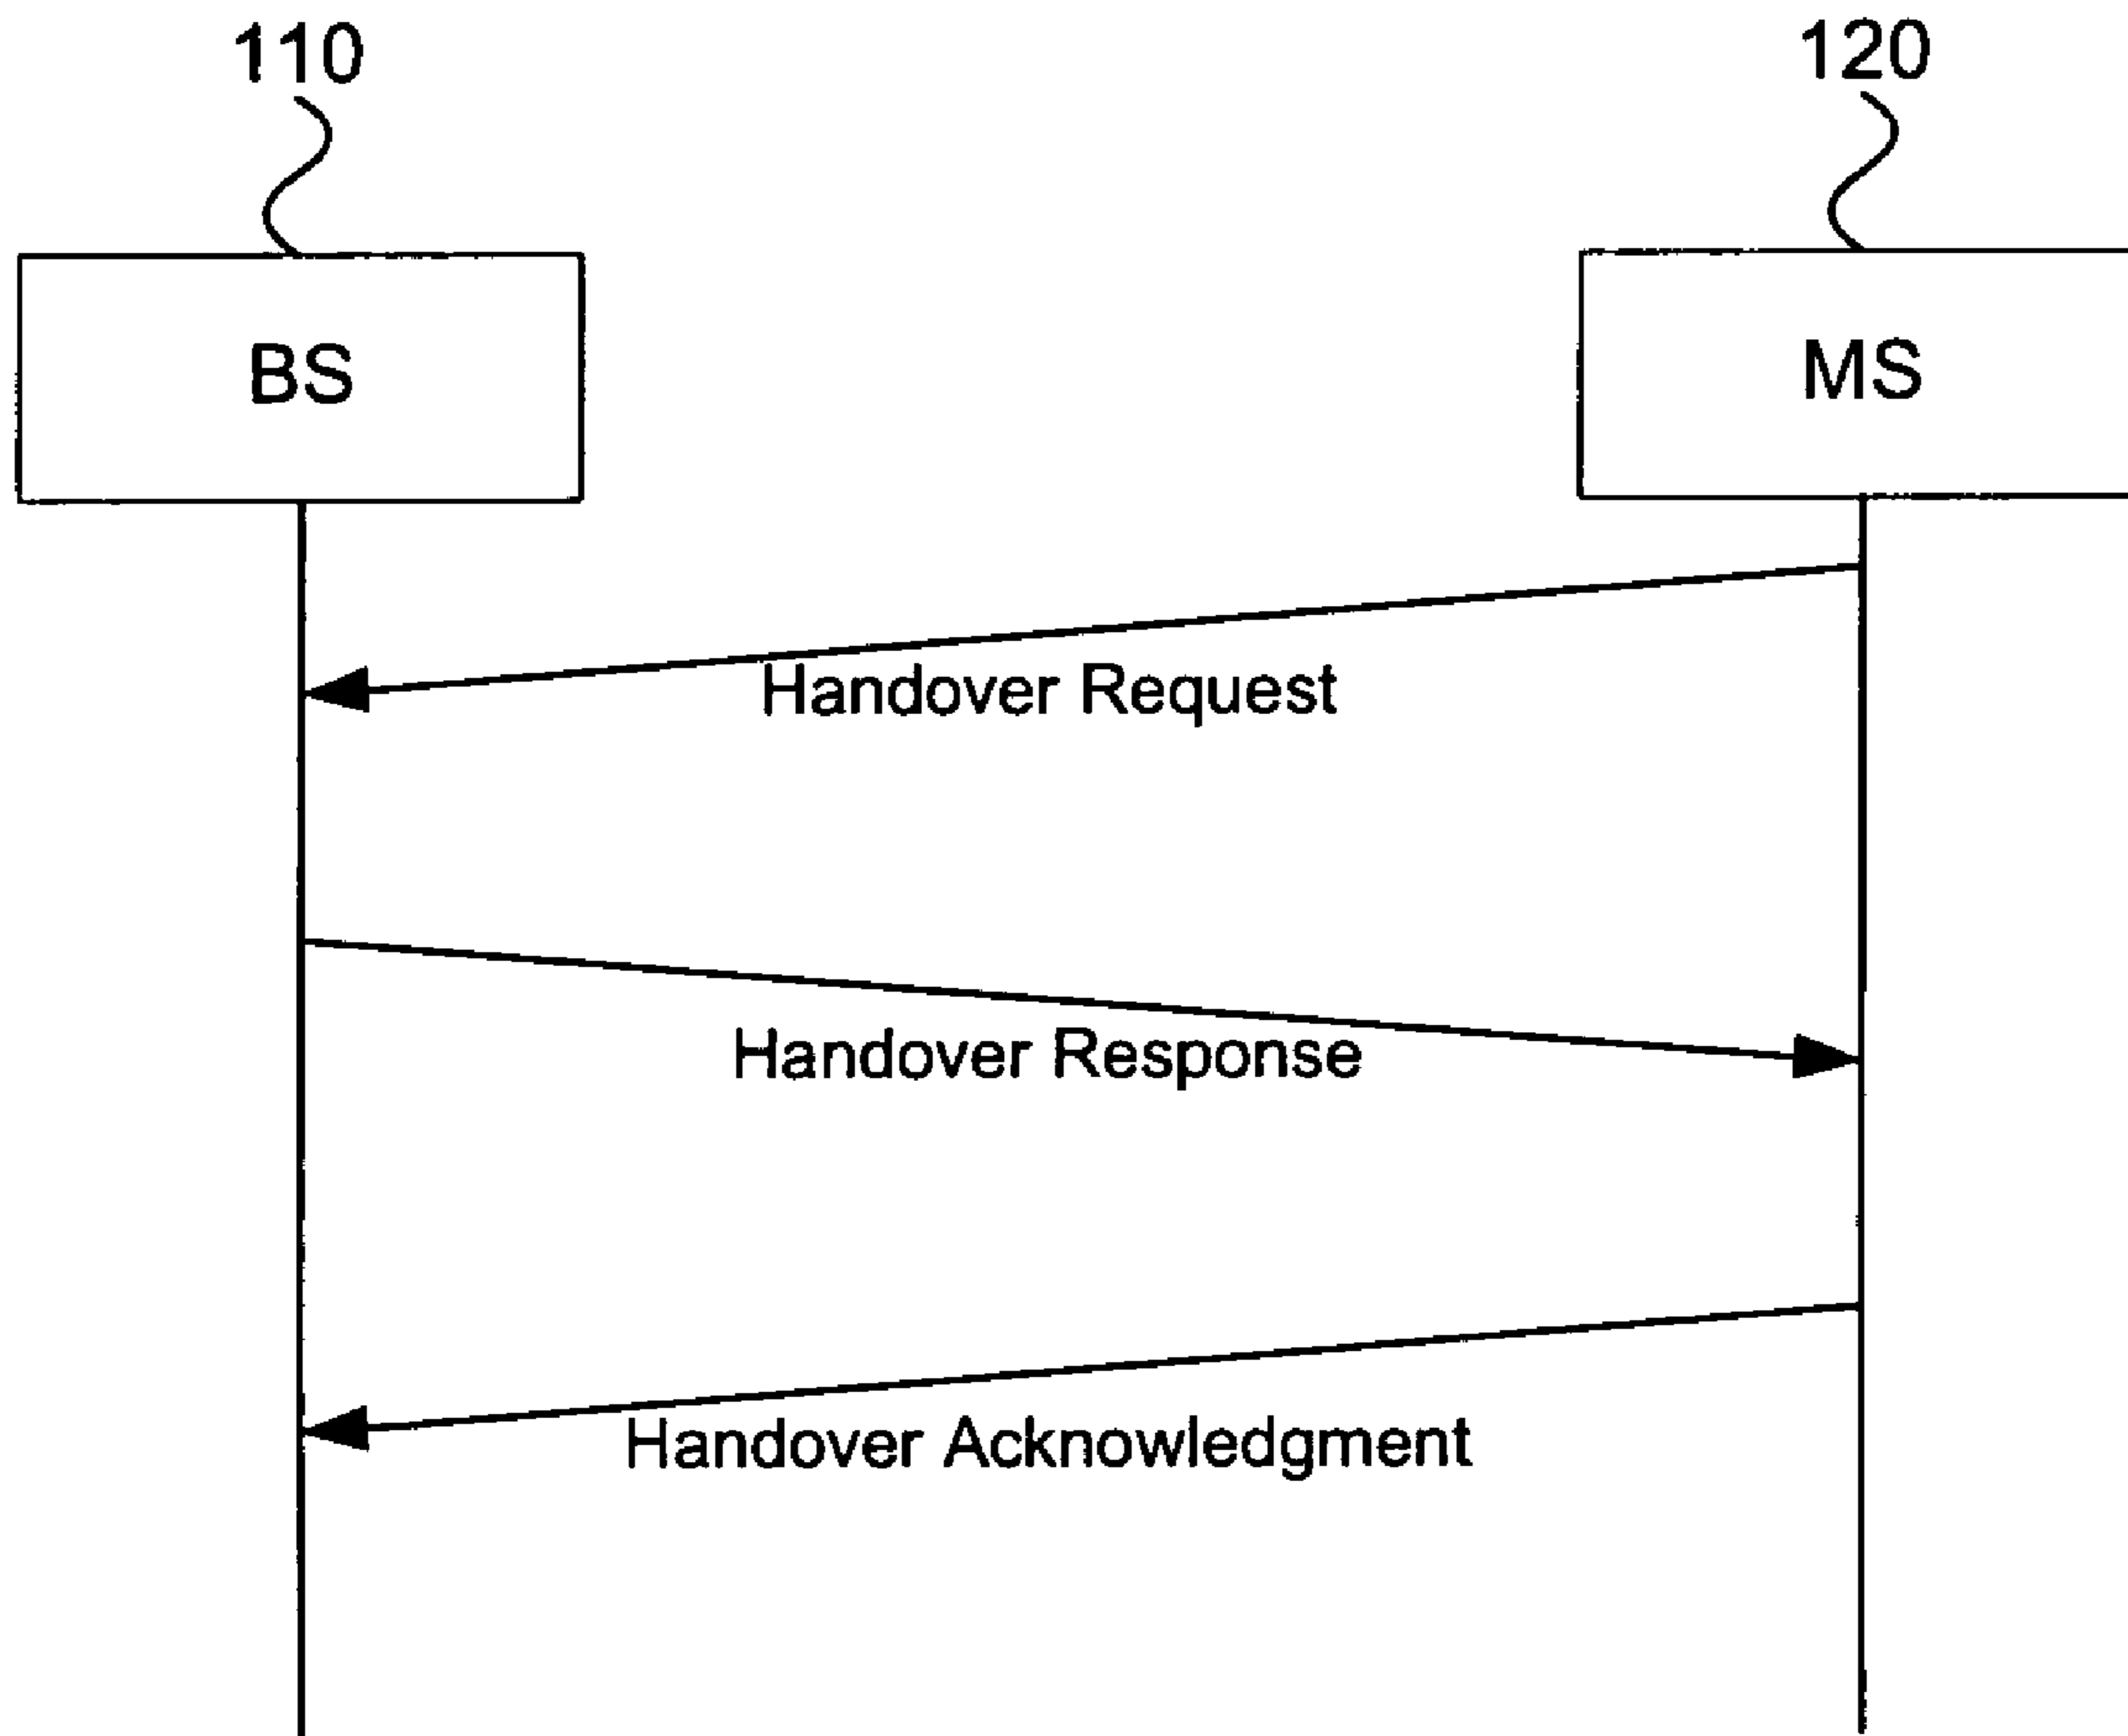 110
120
BS
MS
Handover Request
Handover Response
Handover Acknowledgment